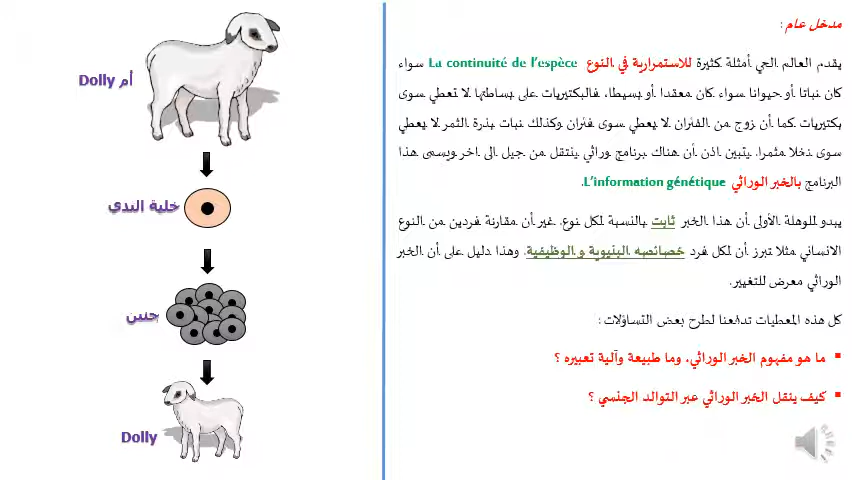 مدخل عام :
يقدم العالم الحي أمثلة كثيرة للاستمرارية في النوع La continuité de l'espèce سواء
كان نباتا أو حيوانا سواء كان معقدا أو بسيطا، فالبكتيريات على بساطتها لا تعطي سوى
بكتيريات كما أن زوج من الفئران لا يعطي سوى فئران وكذلك نبات بذرة الثمر لا يعطي
سوى نخلا مثمرا. يتبين اذن أن هناك برنامج وراثي ينتقل من جيل الى اخر ويسمى هذا
البرنامج بالخبر الوراثي L'information génétique.
يبدو للوهلة الأولى أن هذا الخبر ثابت بالنسبة لكل نوع. غير أن مقارنة فردين من النوع
الانساني مثلا تبرز أن لكل فرد خصائصه البنيوية و الوظيفية. وهذا دليل على أن الخبر
الوراثي معرض للتغيير.
كل هذه المعطيات تدفعنا لطرح بعض التساؤلات :
▪ ما هو مفهوم الخبر الوراثي، وما طبيعة وآلية تعبيره ؟
▪ كيف ينقل الخبر الوراثي عبر التوالد الجنسي ؟
أم Dolly
خلية الثدي
جنين
Dolly